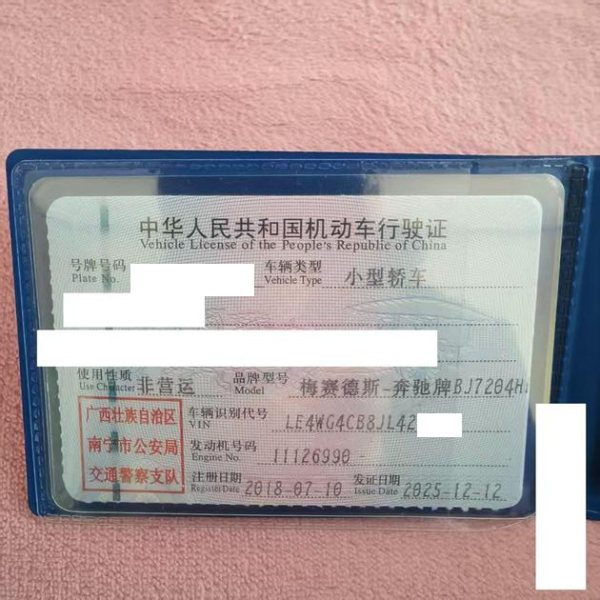 中华人民共和国机动车行驶证
Vehicle License of the People's Republic of China
号牌号码 车辆类型 小型轿车
Plate No. Vehicle Type
使用性质 非营运 品牌型号 梅赛德斯-奔驰牌BJ7204H
Use Character Model
广西壮族自治区 车辆识别代号 LE4WG4CB8JL42
VIN
南宁市公安局 发动机号码 11126990
Engine No.
交通警察支队 注册日期 2018-07-10 发证日期 2025-12-12
Register Date Issue Date